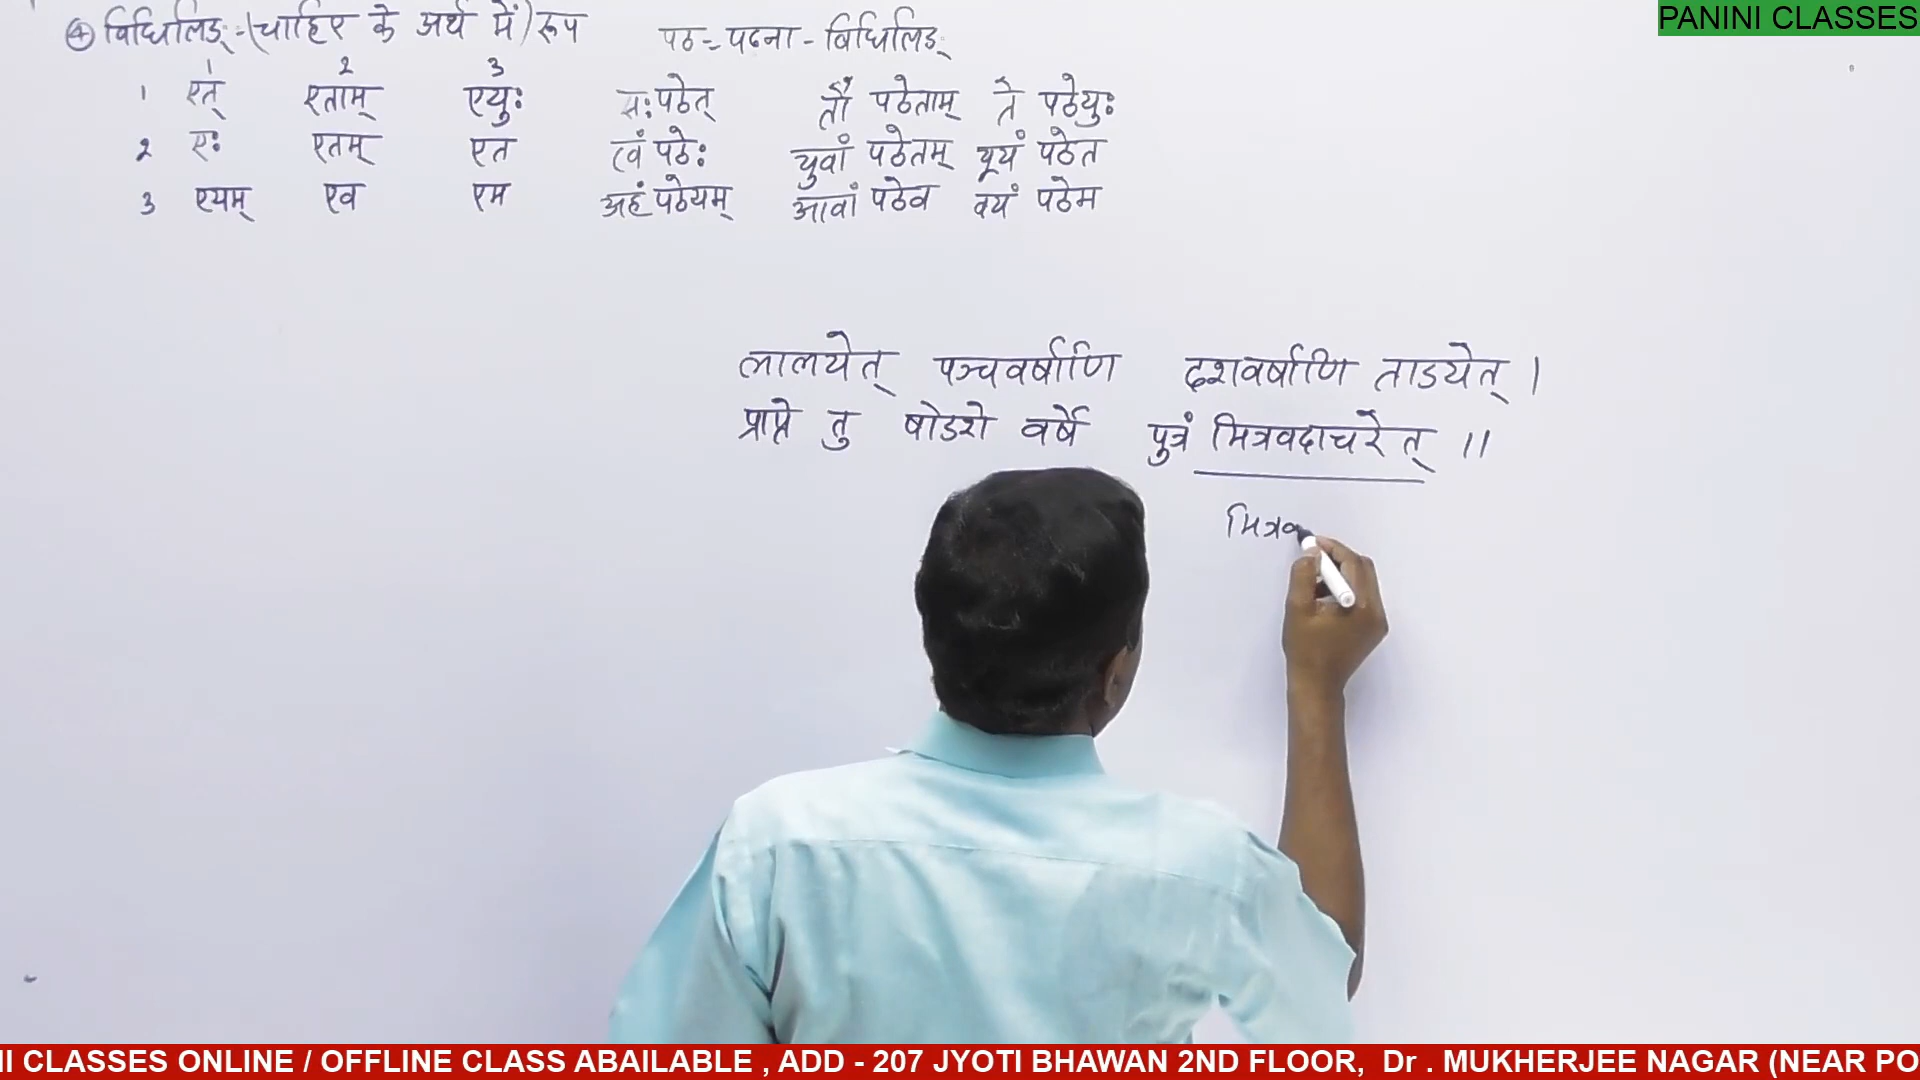 PANINI CLASSES
④ विधिलिङ् - (चाहिए के अर्थ में) रूप पठ = पढना - विधिलिङ्
1 2 3
1 एत् एताम् एयुः सः पठेत् तौ पठेताम् ते पठेयुः
2 एः एतम् एत त्वं पठेः युवां पठेतम् यूयं पठेत
3 एयम् एव एम अहं पठेयम् आवां पठेव वयं पठेम
लालयेत् पञ्चवर्षाणि दशवर्षाणि ताडयेत् ।
प्राप्ते तु षोडशे वर्षे पुत्रं मित्रवदाचरेत् ।।
मित्रव
NI CLASSES ONLINE / OFFLINE CLASS ABAILABLE , ADD - 207 JYOTI BHAWAN 2ND FLOOR, Dr . MUKHERJEE NAGAR (NEAR PO